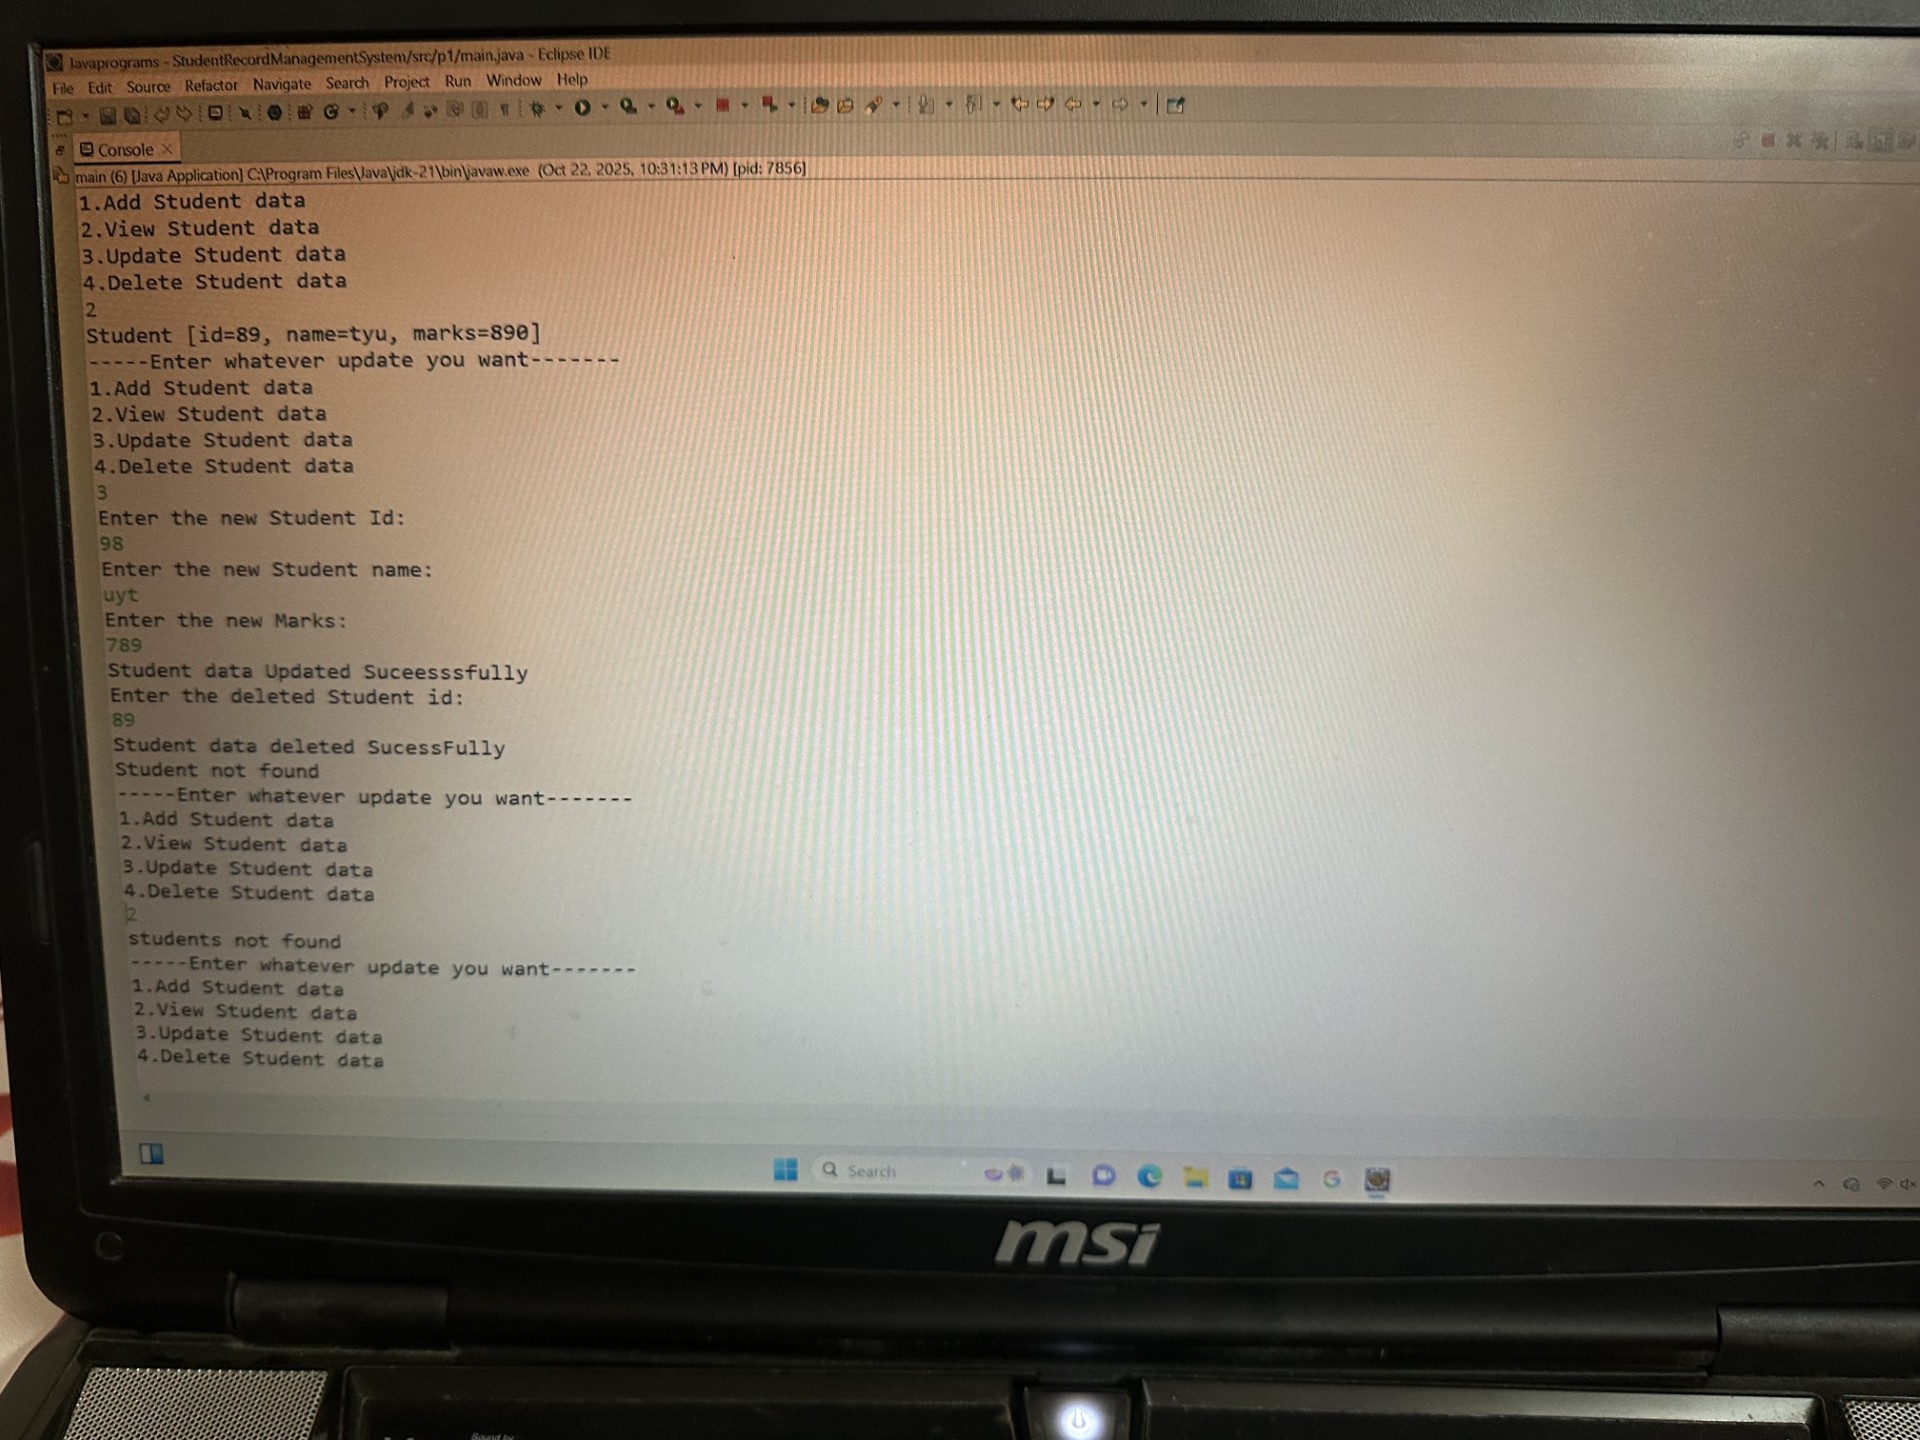 Javaprograms - StudentRecordManagementSystem/src/p1/main.java - Eclipse IDE
File Edit Source Refactor Navigate Search Project Run Window Help
Console
main (6) [Java Application] C:\Program Files\Java\jdk-21\bin\javaw.exe (Oct 22, 2025, 10:31:13 PM) [pid: 7856]
1.Add Student data
2.View Student data
3.Update Student data
4.Delete Student data
2
Student [id=89, name=tyu, marks=890]
-----Enter whatever update you want-------
1.Add Student data
2.View Student data
3.Update Student data
4.Delete Student data
3
Enter the new Student Id:
98
Enter the new Student name:
uyt
Enter the new Marks:
789
Student data Updated Suceesssfully
Enter the deleted Student id:
89
Student data deleted SucessFully
Student not found
-----Enter whatever update you want-------
1.Add Student data
2.View Student data
3.Update Student data
4.Delete Student data
2
students not found
-----Enter whatever update you want-------
1.Add Student data
2.View Student data
3.Update Student data
4.Delete Student data
Search
msi
Sound by